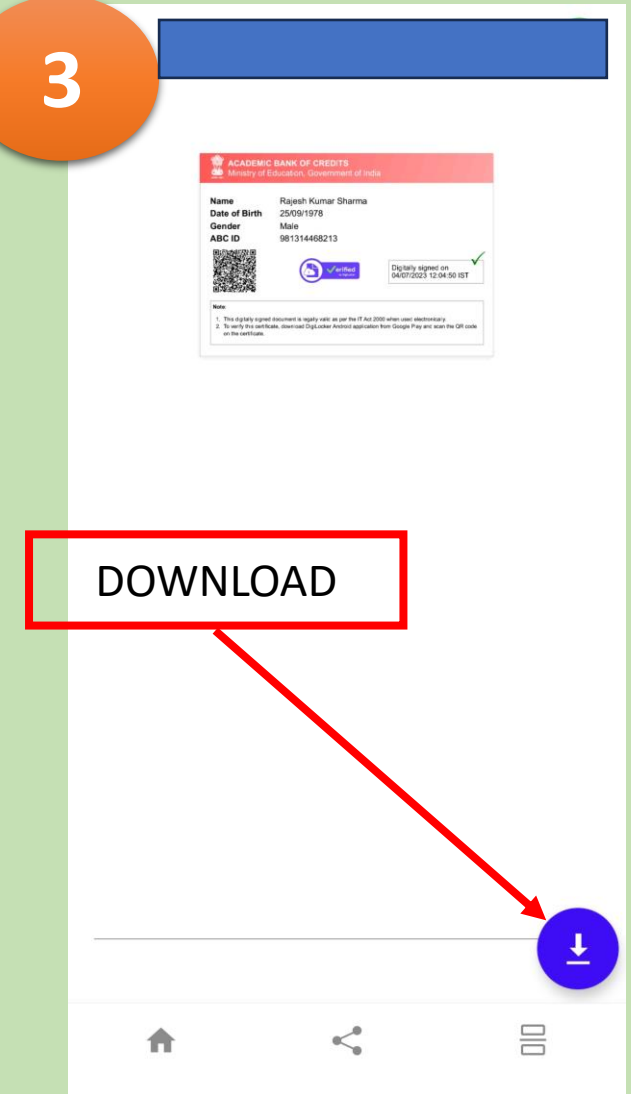 3
ACADEMIC BANK OF CREDITS
Ministry of Education, Government of India
Name Rajesh Kumar Sharma
Date of Birth 25/09/1978
Gender Male
ABC ID 981314468213
Verified
Digitally signed on
04/07/2023 12:04:50 IST
Note:
1. This digitally signed document is legally valid as per the IT Act 2000 when used electronically.
2. To verify this certificate, download DigiLocker Android application from Google Play and scan the QR code
on the certificate.
DOWNLOAD